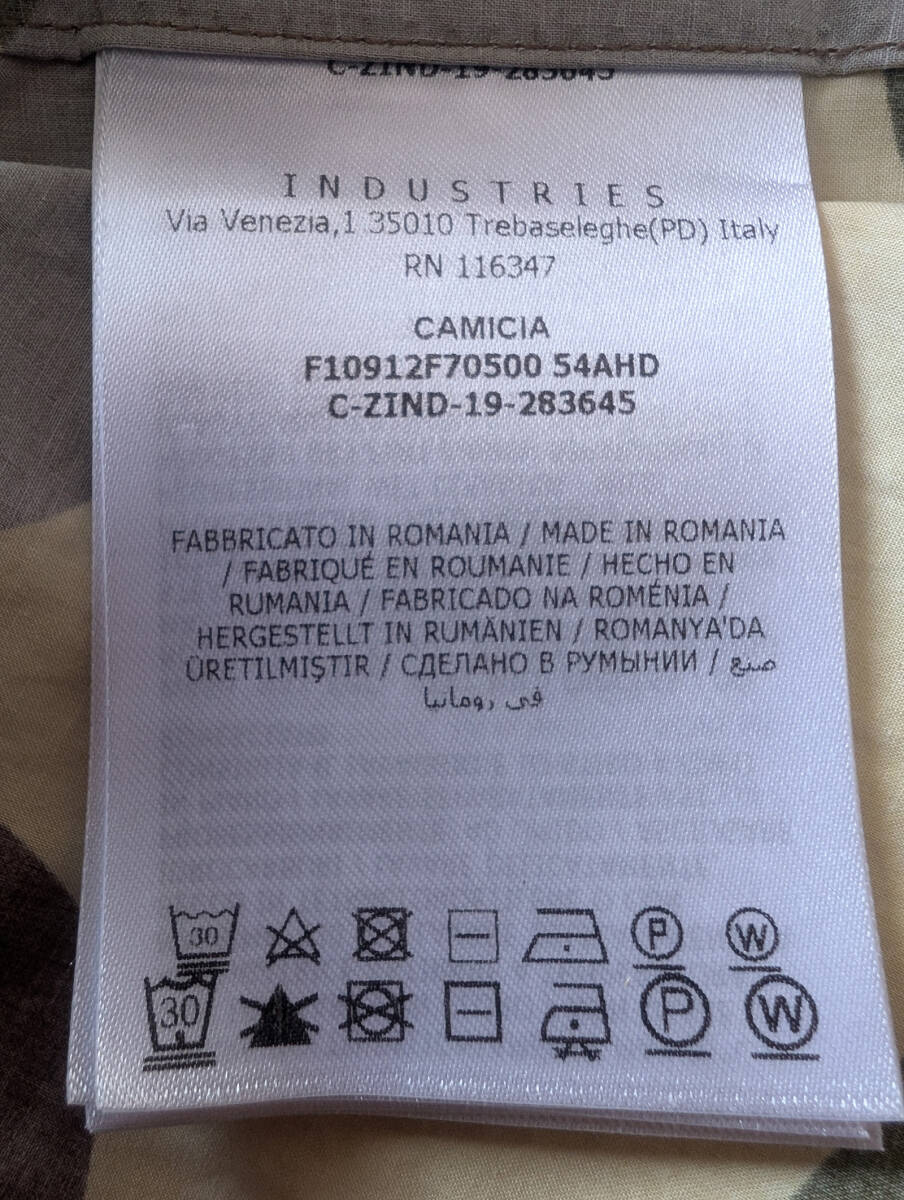 C-ZIND-19-283645
INDUSTRIES
Via Venezia,1 35010 Trebaseleghe(PD) Italy
RN 116347
CAMICIA
F10912F70500 54AHD
C-ZIND-19-283645
FABBRICATO IN ROMANIA / MADE IN ROMANIA
/ FABRIQUÉ EN ROUMANIE / HECHO EN
RUMANIA / FABRICADO NA ROMÉNIA /
HERGESTELLT IN RUMÄNIEN / ROMANYA'DA
ÜRETILMIŞTIR / СДЕЛАНО В РУМЫНИИ / صنع
في رومانيا
30 P W
30 P W